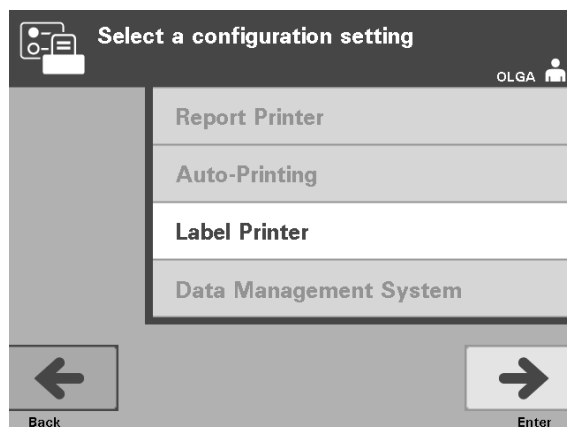 Select a configuration setting
OLGA
Report Printer
Auto-Printing
Label Printer
Data Management System
Back
Enter